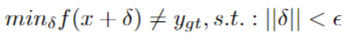 min_δ f(x + δ) ≠ y_gt, s.t. : ||δ|| < ϵ